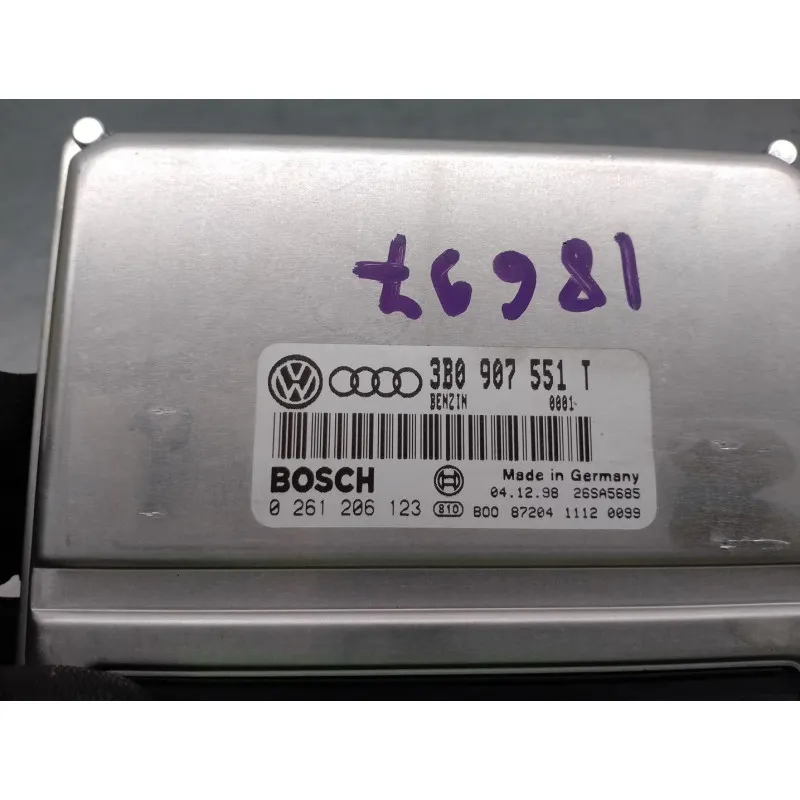 18697
3B0 907 551 T
BENZIN 0001
BOSCH Made in Germany
04.12.98 26SA5685
0 261 206 123 810 B00 87204 1112 0099